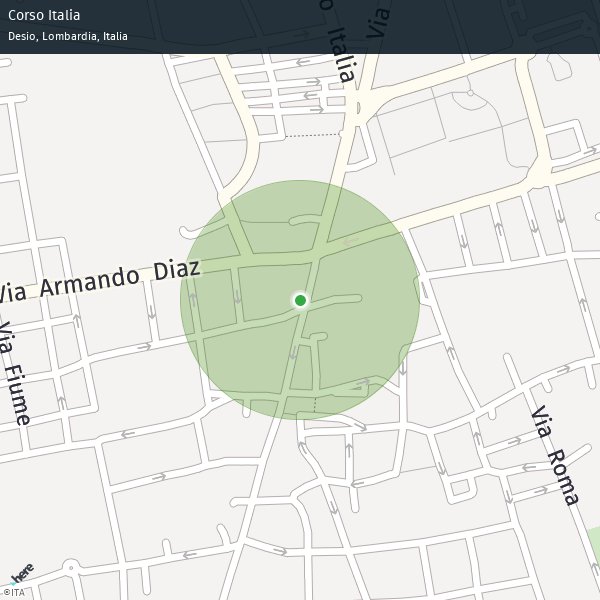 Corso Italia
Desio, Lombardia, Italia
Italia
Via
Via Armando Diaz
Via Fiume
Via Roma
here
©ITA